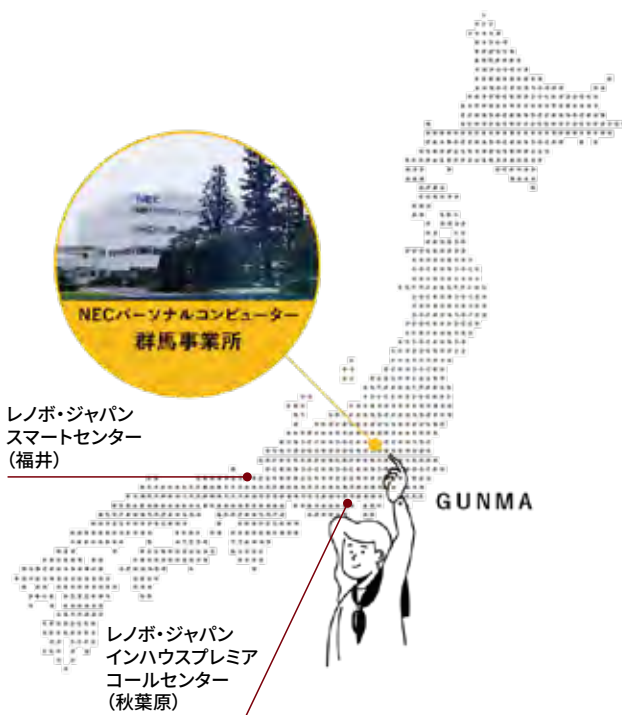 NEC
NECパーソナルコンピューター
群馬事業所
レノボ・ジャパン
スマートセンター
（福井）
GUNMA
レノボ・ジャパン
インハウスプレミア
コールセンター
（秋葉原）